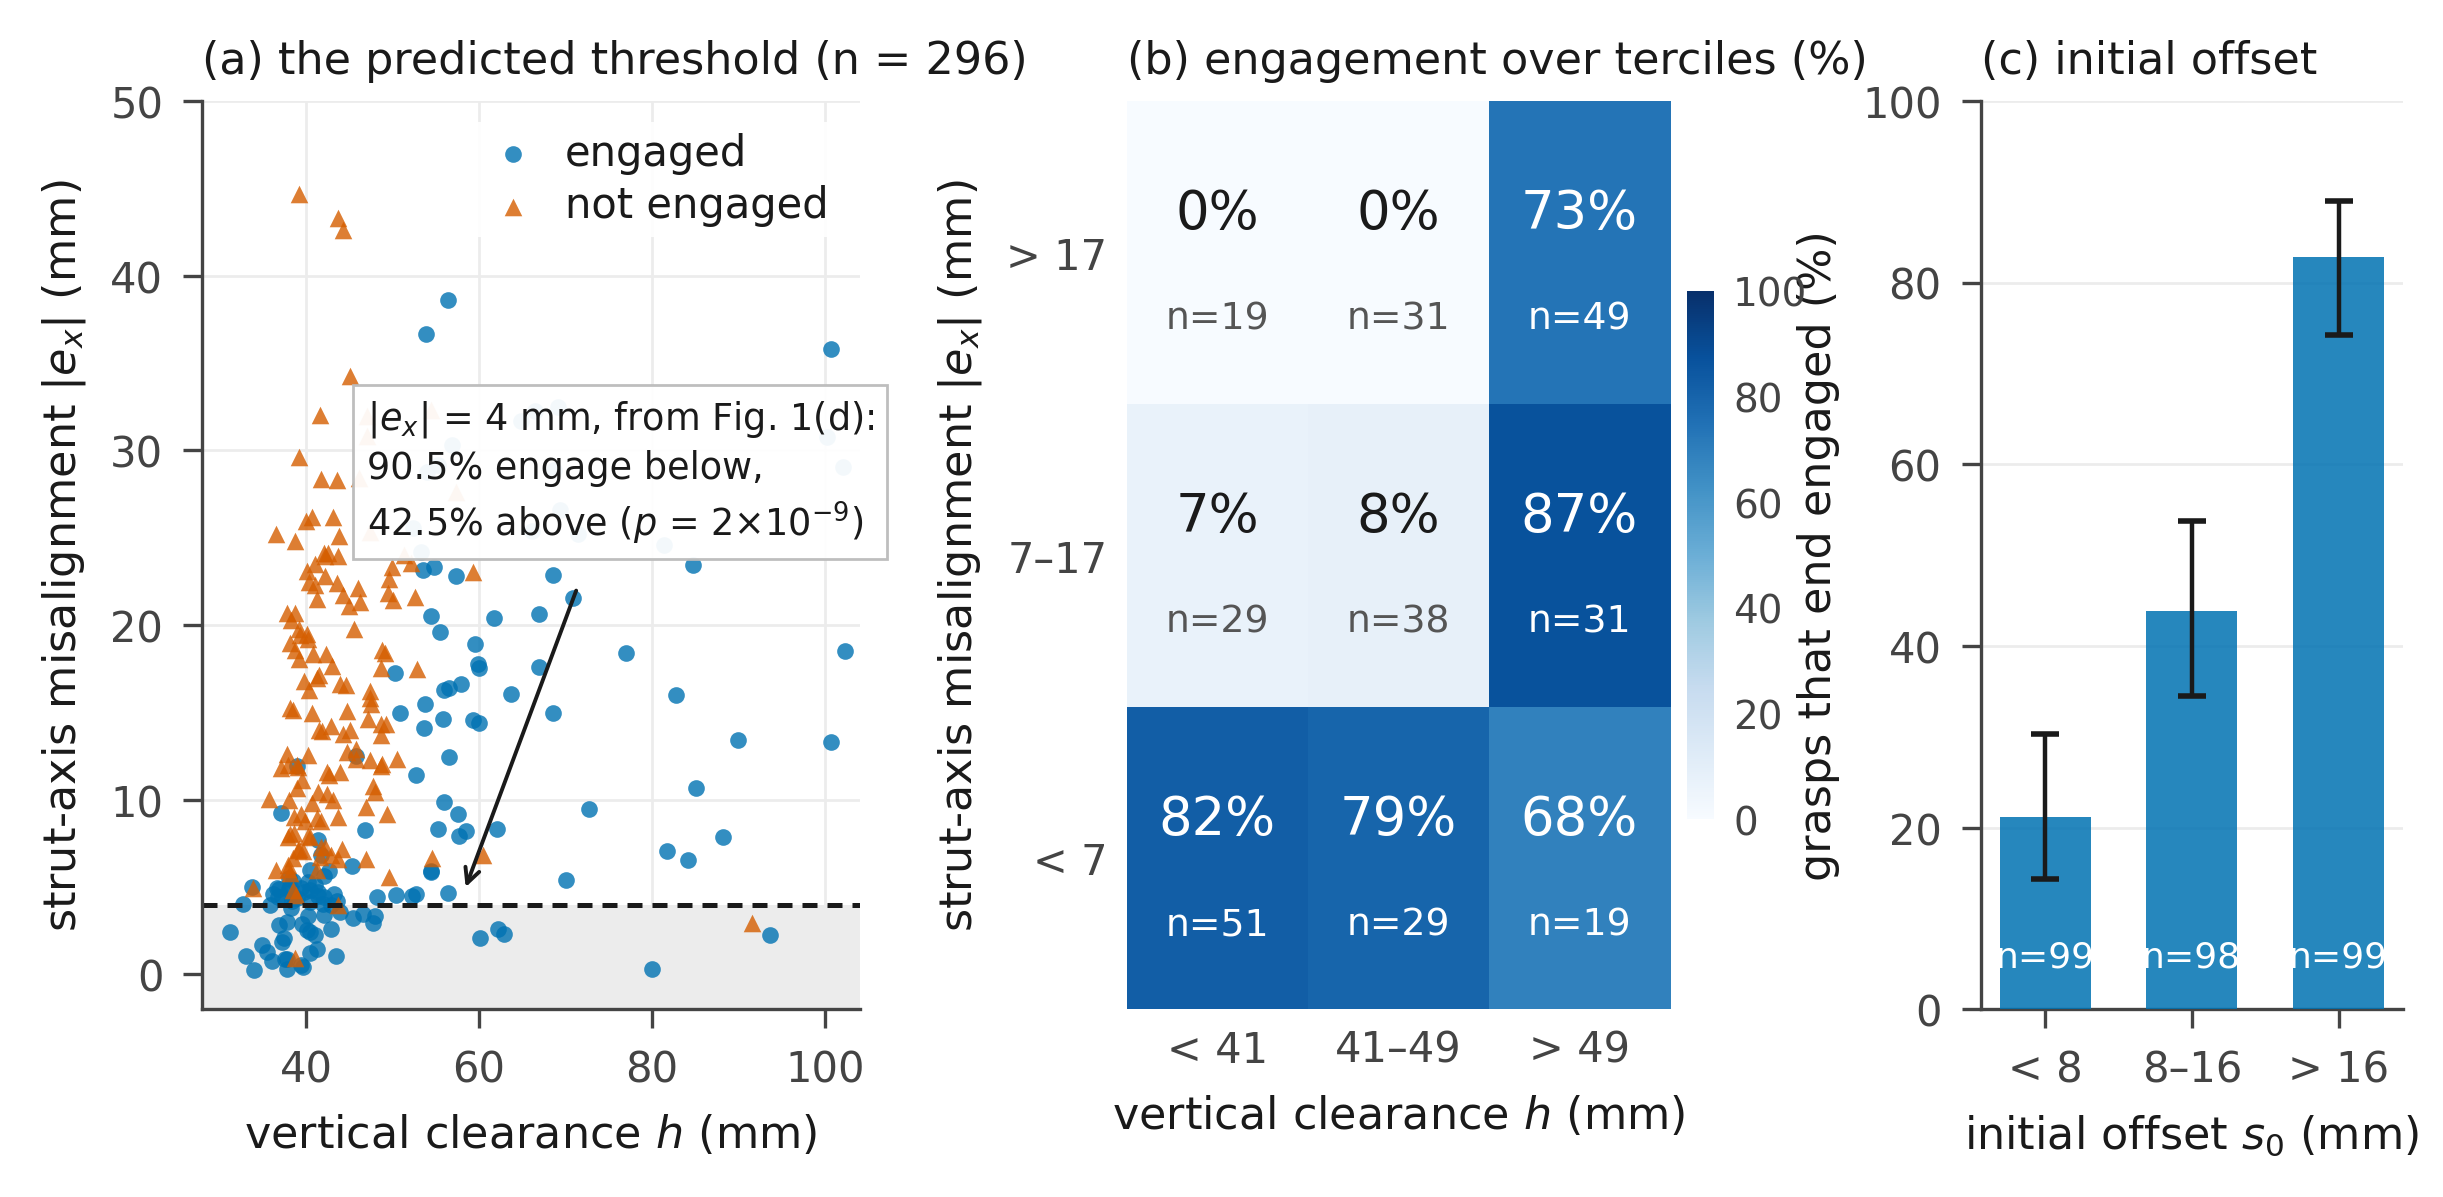 (a) the predicted threshold (n = 296)
strut-axis misalignment |eₓ| (mm)
50
40
30
20
10
0
engaged
not engaged
|eₓ| = 4 mm, from Fig. 1(d):
90.5% engage below,
42.5% above (p = 2×10⁻⁹)
40 60 80 100
vertical clearance h (mm)
(b) engagement over terciles (%)
strut-axis misalignment |eₓ| (mm)
> 17
7–17
< 7
0% 0% 73%
n=19 n=31 n=49
7% 8% 87%
n=29 n=38 n=31
82% 79% 68%
n=51 n=29 n=19
< 41 41–49 > 49
vertical clearance h (mm)
100
80
60
40
20
0
grasps that end engaged (%)
(c) initial offset
100
80
60
40
20
0
n=99 n=98 n=99
< 8 8–16 > 16
initial offset s₀ (mm)